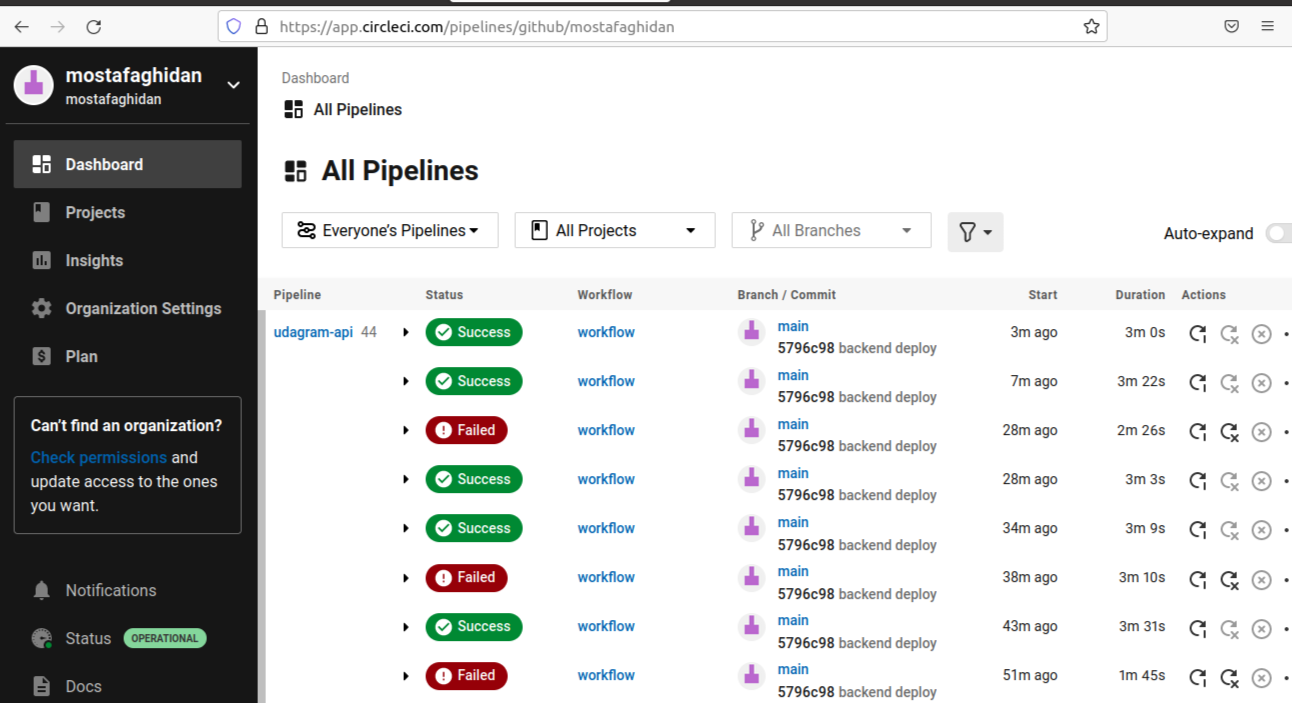 https://app.circleci.com/pipelines/github/mostafaghidan
mostafaghidan
mostafaghidan
Dashboard
Projects
Insights
Organization Settings
Plan
Can't find an organization?
Check permissions and
update access to the ones
you want.
Notifications
Status OPERATIONAL
Docs
Dashboard
All Pipelines
All Pipelines
Everyone's Pipelines All Projects All Branches Auto-expand
Pipeline Status Workflow Branch / Commit Start Duration Actions
udagram-api 44 Success workflow main 3m ago 3m 0s
5796c98 backend deploy
Success workflow main 7m ago 3m 22s
5796c98 backend deploy
Failed workflow main 28m ago 2m 26s
5796c98 backend deploy
Success workflow main 28m ago 3m 3s
5796c98 backend deploy
Success workflow main 34m ago 3m 9s
5796c98 backend deploy
Failed workflow main 38m ago 3m 10s
5796c98 backend deploy
Success workflow main 43m ago 3m 31s
5796c98 backend deploy
Failed workflow main 51m ago 1m 45s
5796c98 backend deploy